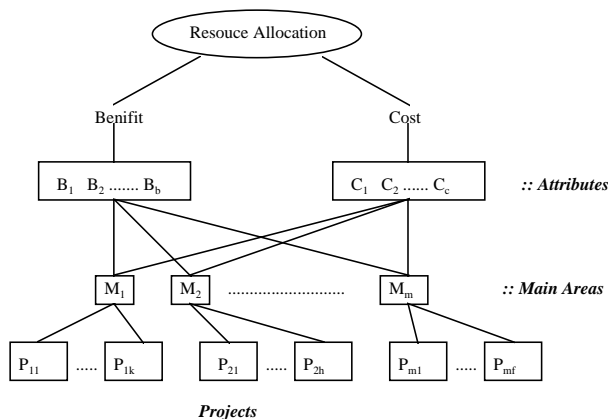 Resouce Allocation
Benifit Cost
B1 B2 ....... Bb C1 C2 ...... Cc :: Attributes
M1 M2 ............................. Mm :: Main Areas
P11 ..... P1k P21 ..... P2h Pm1 ..... Pmf
Projects